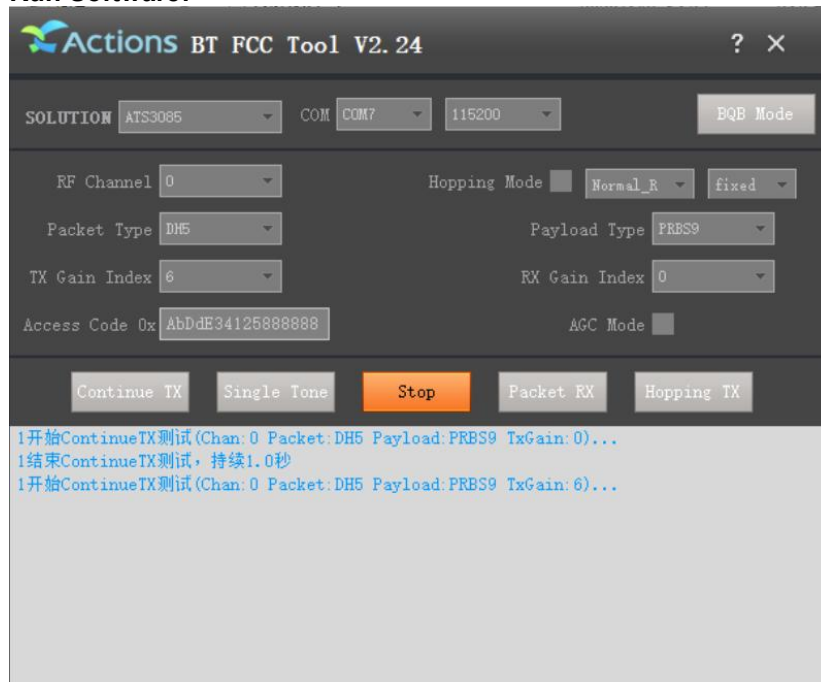 Actions BT FCC Tool V2.24 ? ×
SOLUTION ATS3085 COM COM7 115200 BQB Mode
RF Channel 0 Hopping Mode Normal_R fixed
Packet Type DH5 Payload Type PRBS9
TX Gain Index 6 RX Gain Index 0
Access Code 0x AbDdE34125888888 AGC Mode
Continue TX Single Tone Stop Packet RX Hopping TX
1开始ContinueTX测试(Chan:0 Packet:DH5 Payload:PRBS9 TxGain:0)...
1结束ContinueTX测试，持续1.0秒
1开始ContinueTX测试(Chan:0 Packet:DH5 Payload:PRBS9 TxGain:6)...